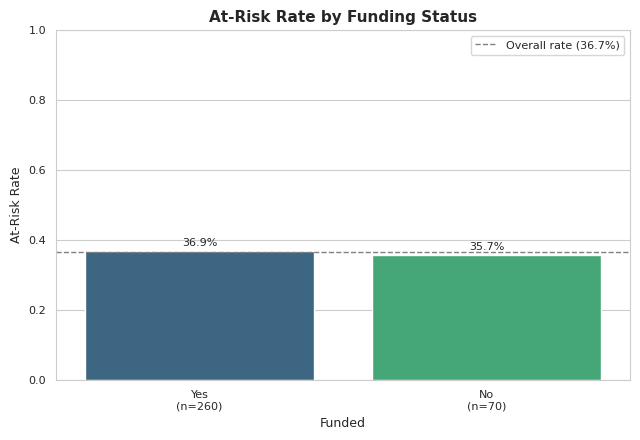 At-Risk Rate by Funding Status
1.0
Overall rate (36.7%)
0.8
0.6
At-Risk Rate
0.4
36.9%
35.7%
0.2
0.0
Yes
(n=260)
No
(n=70)
Funded